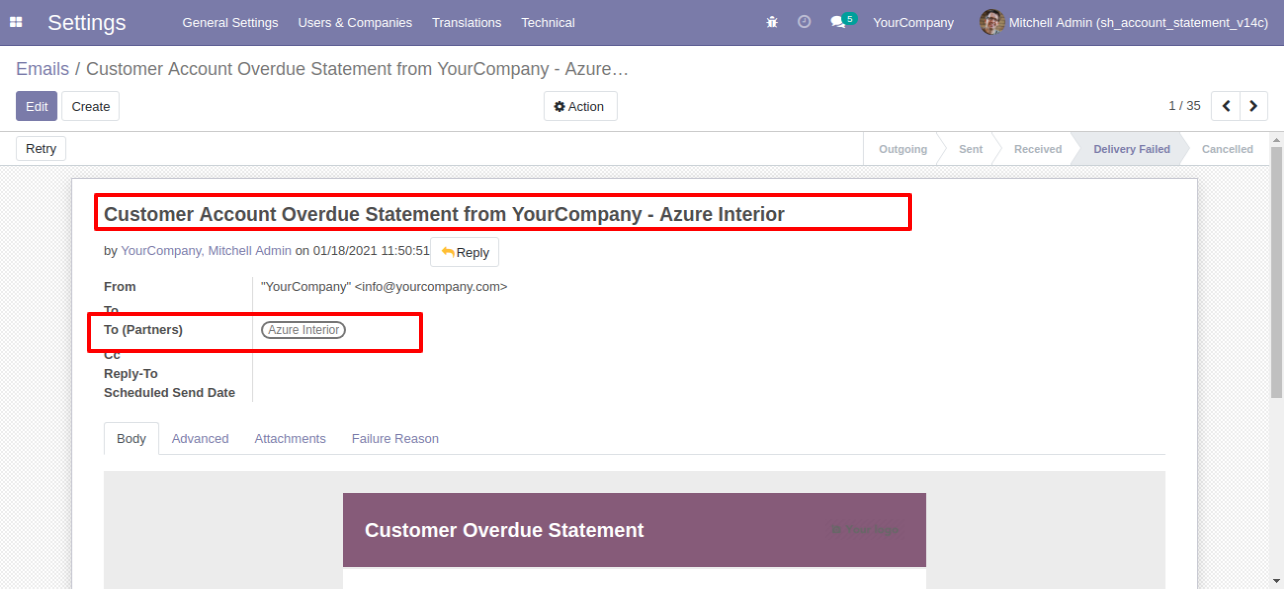 Settings General Settings Users & Companies Translations Technical 5 YourCompany Mitchell Admin (sh_account_statement_v14c)
Emails / Customer Account Overdue Statement from YourCompany - Azure…
Edit Create Action 1 / 35
Retry Outgoing Sent Received Delivery Failed Cancelled
Customer Account Overdue Statement from YourCompany - Azure Interior
by YourCompany, Mitchell Admin on 01/18/2021 11:50:51 Reply
From "YourCompany" <info@yourcompany.com>
To
To (Partners) Azure Interior
Cc
Reply-To
Scheduled Send Date
Body Advanced Attachments Failure Reason
Customer Overdue Statement